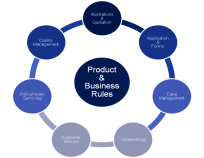 Illustrations
&
Quotation
Application
&
Forms
Case
Management
Underwriting
Customer
Service
Policyholder
Servicing
Claims
Management
Product
&
Business
Rules